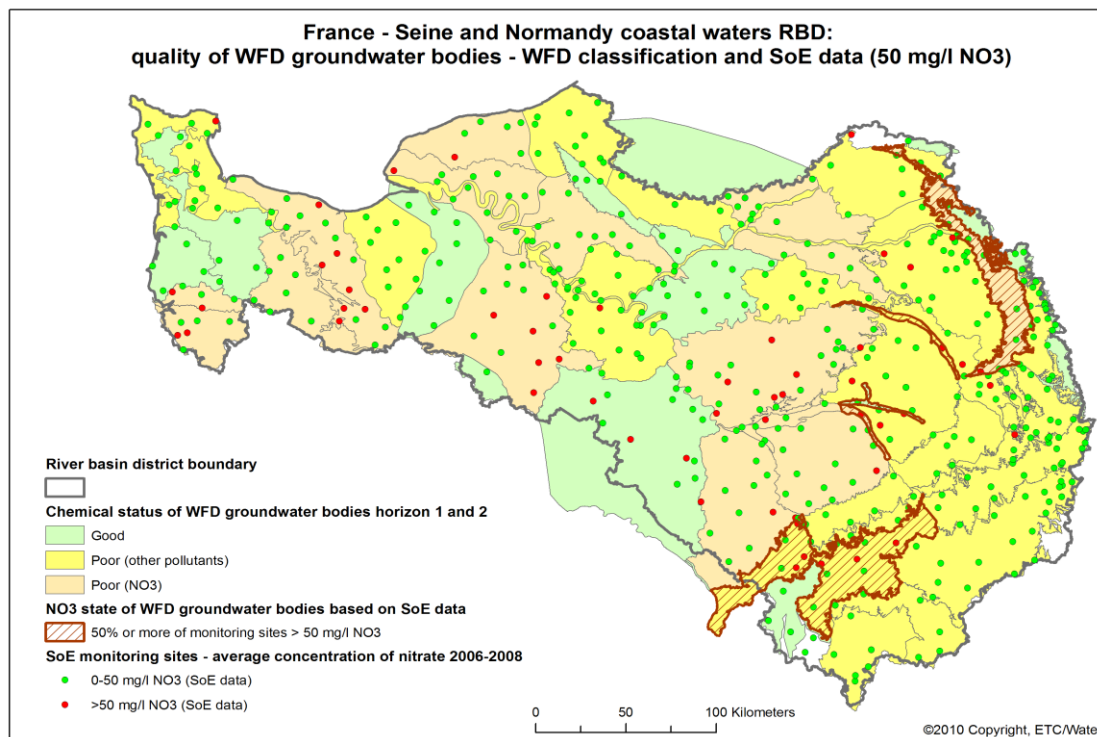 France - Seine and Normandy coastal waters RBD:
quality of WFD groundwater bodies - WFD classification and SoE data (50 mg/l NO3)
River basin district boundary
Chemical status of WFD groundwater bodies horizon 1 and 2
Good
Poor (other pollutants)
Poor (NO3)
NO3 state of WFD groundwater bodies based on SoE data
50% or more of monitoring sites > 50 mg/l NO3
SoE monitoring sites - average concentration of nitrate 2006-2008
0-50 mg/l NO3 (SoE data)
>50 mg/l NO3 (SoE data)
0 50 100 Kilometers
©2010 Copyright, ETC/Water